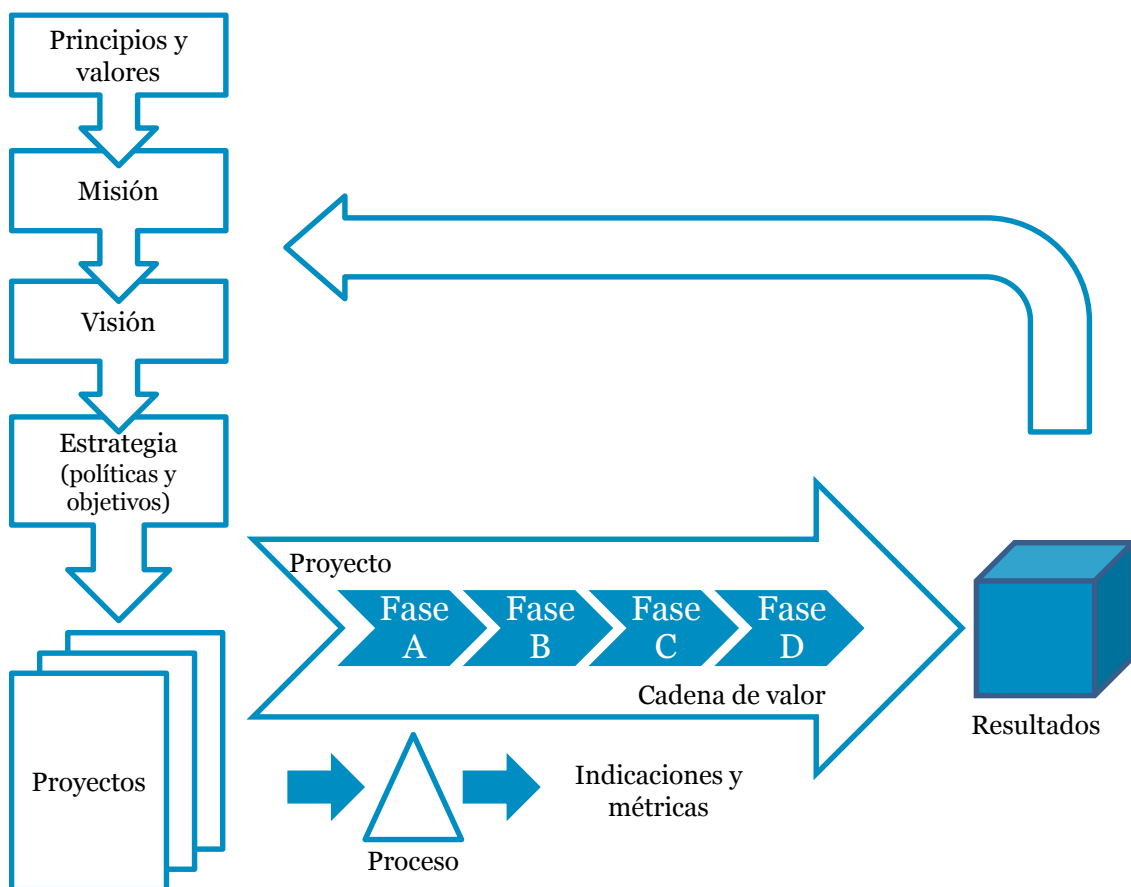 Principios y
valores
Misión
Visión
Estrategia
(políticas y
objetivos)
Proyectos
Proyecto
Fase
A
Fase
B
Fase
C
Fase
D
Cadena de valor
Proceso
Indicaciones y
métricas
Resultados